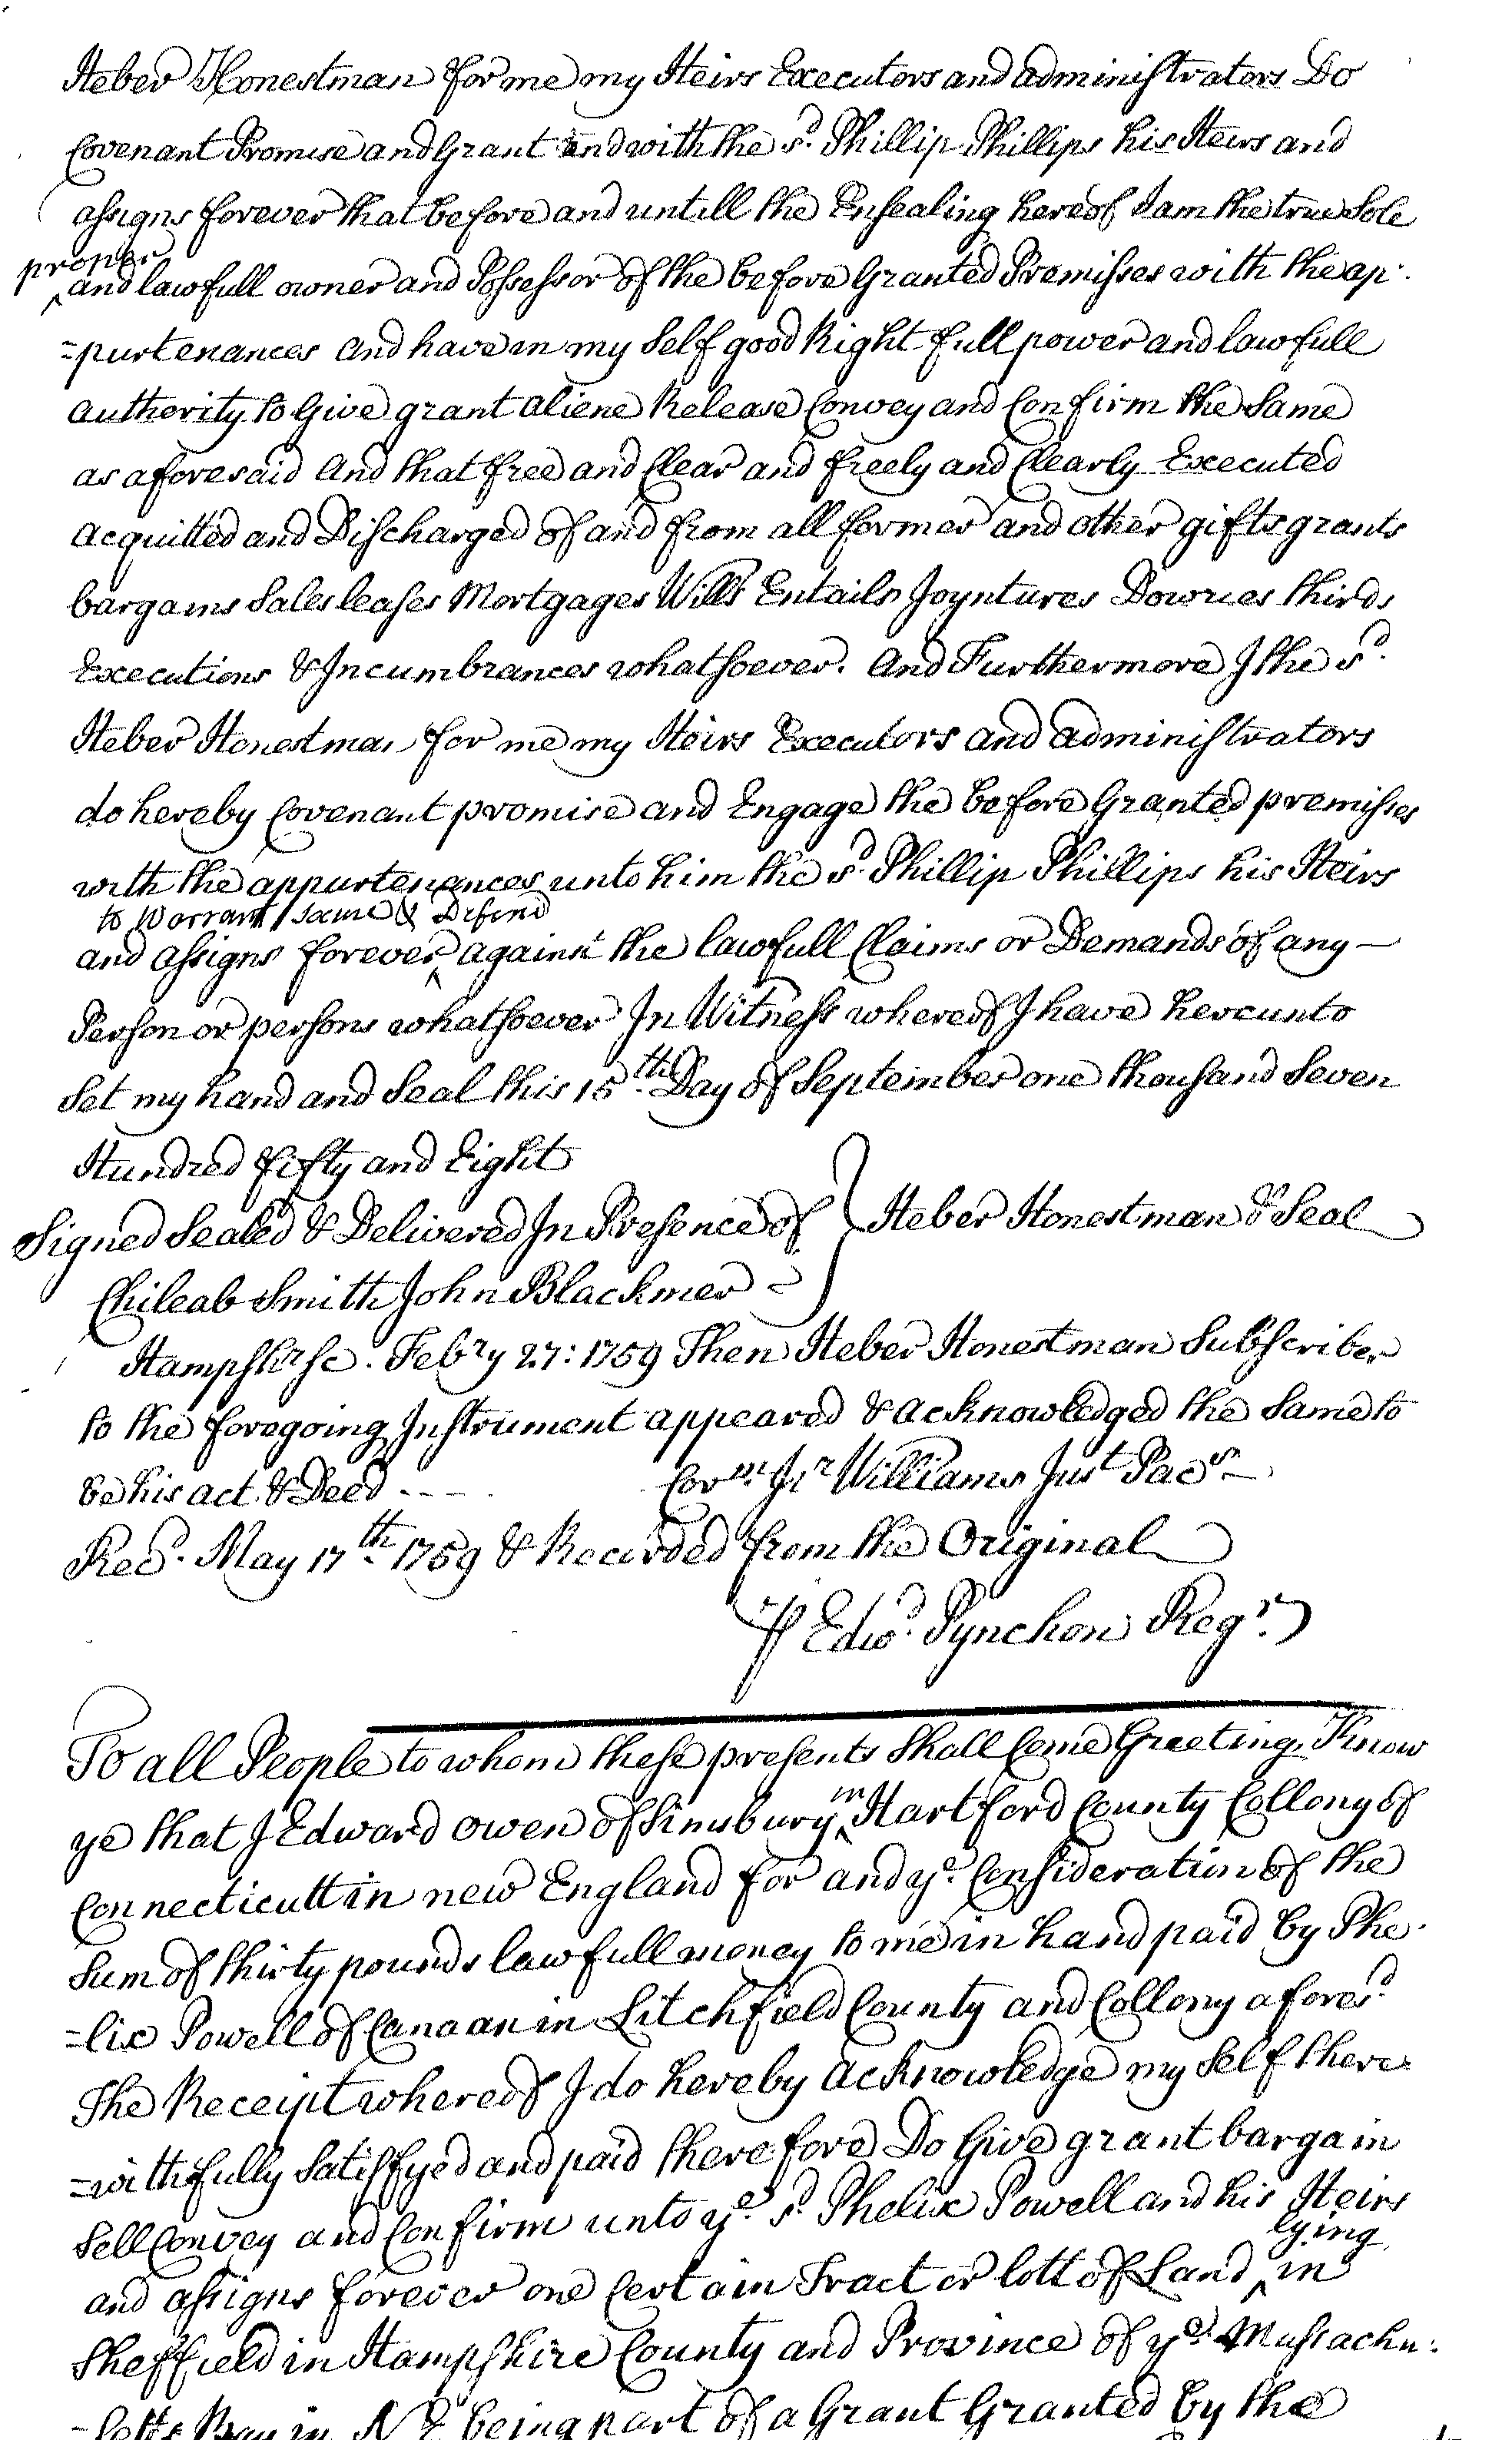 Heber Honestman for me my Heirs Executors and administrators Do
Covenant Promise and Grant and with the sd. Phillip Phillips his Heirs and
assigns forever that before and untill the Ensealing hereof I am the true Sole
proper
and lawfull owner and Possessor of the before Granted Premisses with the ap-
=purtenances and have in my Self good Right full power and lawfull
authority to Give grant aliene Release Convey and Confirm the Same
as aforesaid And that free and Clear and freely and Clearly Executed
acquitted and Discharged of and from all former and other gifts grants
bargains Sales leases Mortgages Wills Entails Joyntures Dowries thirds
Executions & Incumbrances whatsoever. And Furthermore I the sd.
Heber Honestman for me my Heirs Executors and administrators
do hereby Covenant promise and Engage the before Granted premisses
with the appurtenances unto him the sd. Phillip Phillips his Heirs
to Warrant Same & Defend
and assigns forever against the lawfull Claims or Demands of any —
Person or persons whatsoever In Witness whereof I have hereunto
Set my hand and Seal this 15th. Day of September one thousand Seven
Hundred fifty and Eight
Signed Sealed & Delivered In Presence of } Heber Honestman & Seal
Chileab Smith John Blackmer =
Hampshr sc. Febry 27: 1759 Then Heber Honestman Subscriber
to the foregoing Instrument appeared & acknowledged the Same to
be his act & Deed - - - Corm. Jr Williams Just Pacs. —
Recd. May 17th. 1759 & Recorded from the Original
⅌ Edwd. Pynchon Regr.
To all People to whom these presents Shall Come Greeting, Know
ye that I Edward Owen of Simsbury in Hartford County Collony of
Connecticutt in new England for and ye. Consideration of the
Sum of thirty pounds lawfull money to me in hand paid by Phe-
=lix Powell of Canaan in Litchfield County and Collony aforesd.
The Receipt whereof I do hereby acknowledge my Self there-
=with fully Satisfyed and paid therefore Do Give grant bargain
Sell Convey and Confirm unto ye. sd. Phelix Powell and his Heirs
lying
and assigns forever one Certain Tract or lott of Land in
Sheffield in Hampshire County and Province of ye. Massachu-
-setts Bay in N E being part of a Grant Granted by the